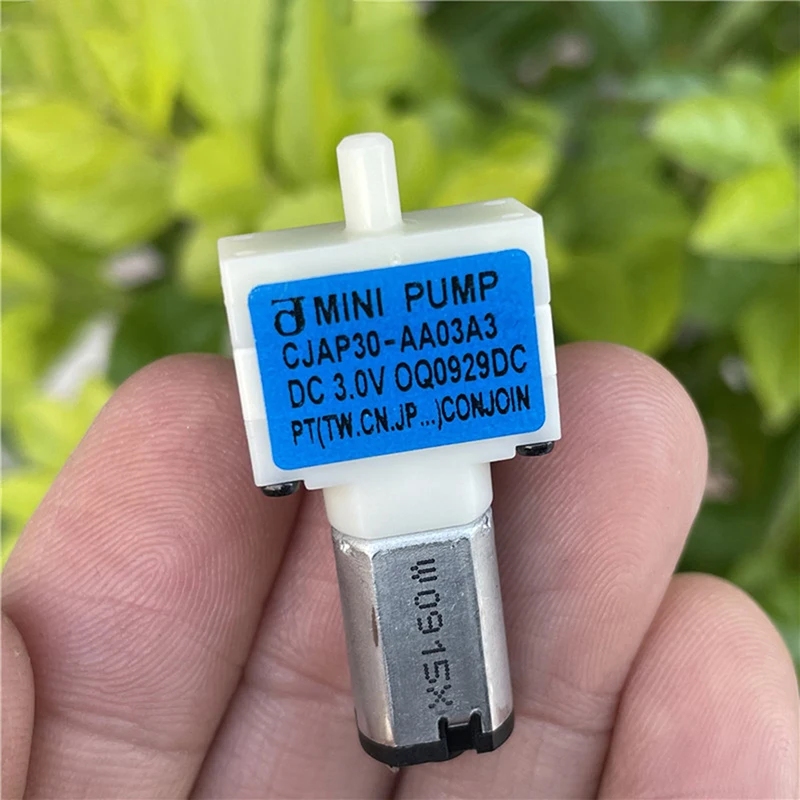 MINI PUMP
CJAP30-AA03A3
DC 3.0V OQ0929DC
PT(TW.CN.JP...)CONJOIN
W0915X